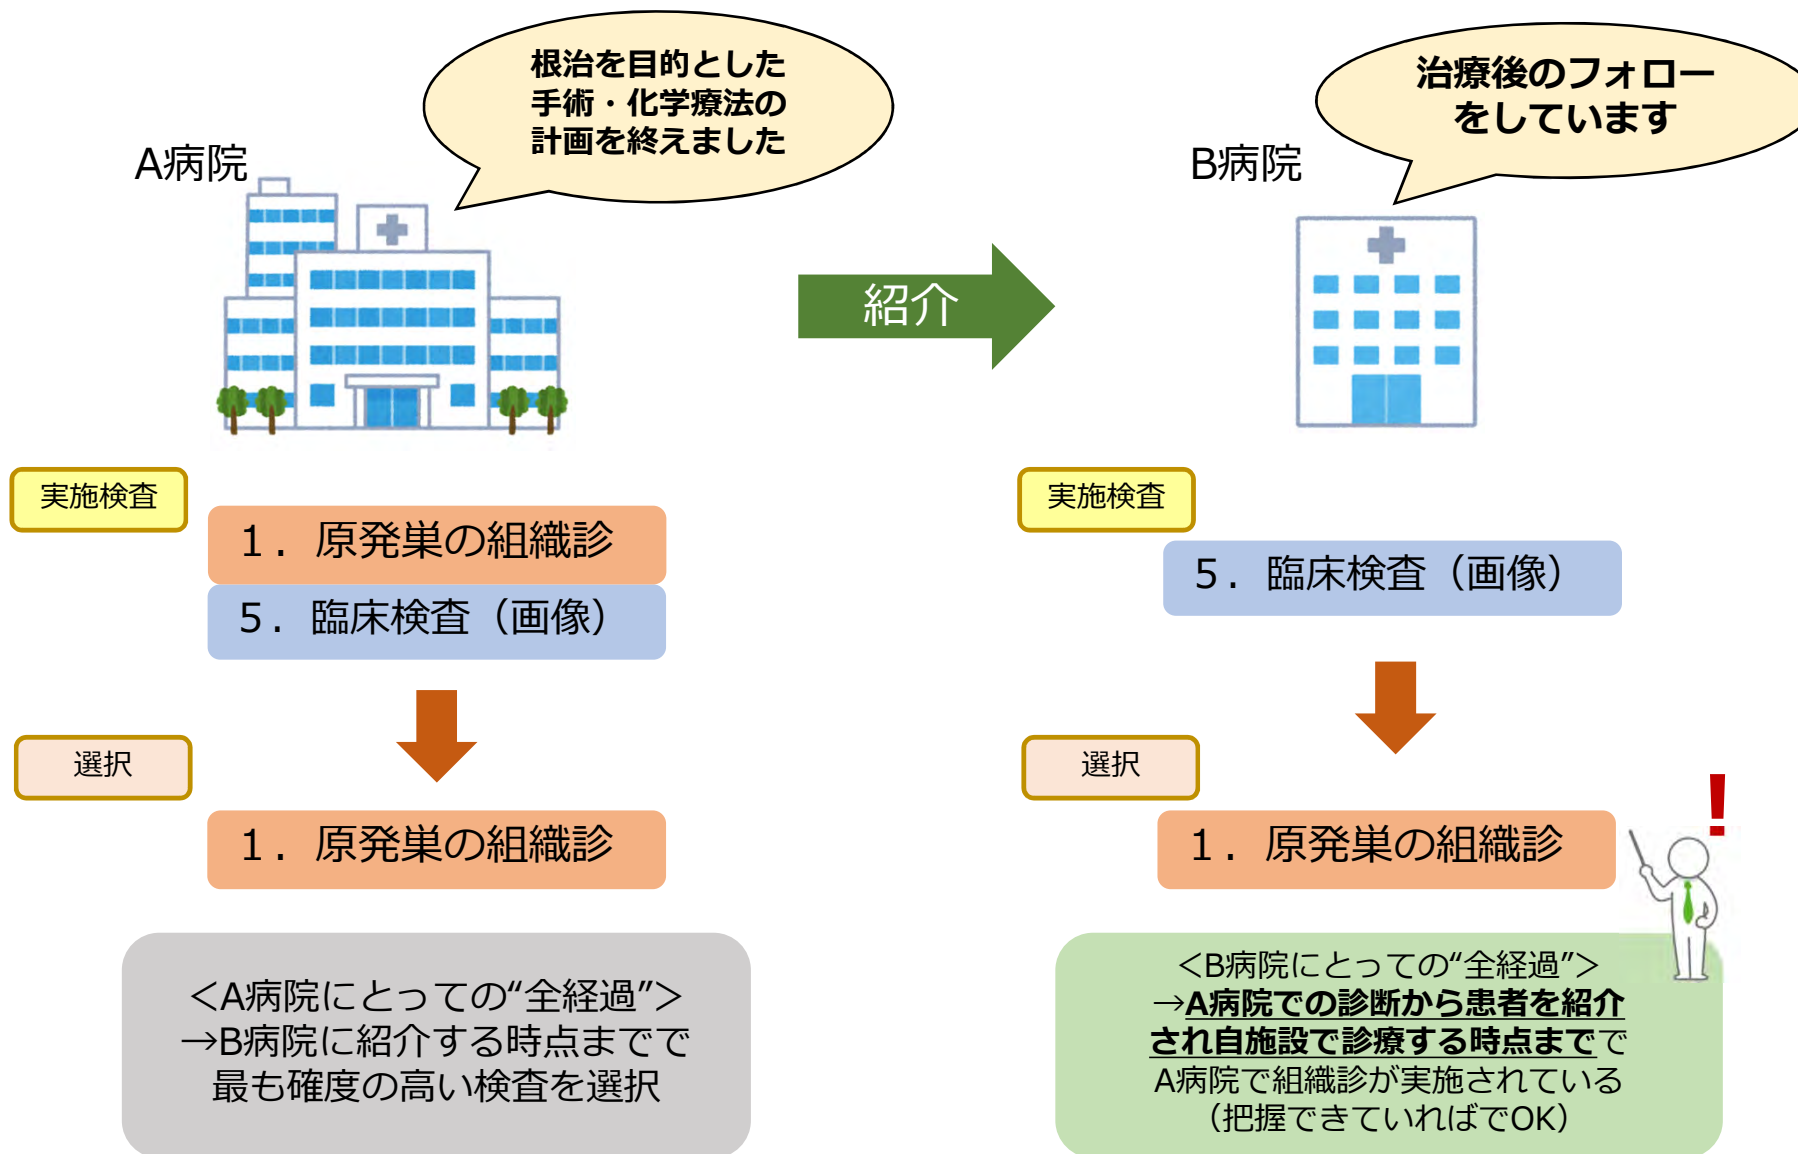 根治を目的とした
手術・化学療法の
計画を終えました
A病院
紹介
治療後のフォロー
をしています
B病院
実施検査
1．原発巣の組織診
5．臨床検査（画像）
選択
1．原発巣の組織診
＜A病院にとっての“全経過”＞
→B病院に紹介する時点までで
最も確度の高い検査を選択
実施検査
5．臨床検査（画像）
選択
1．原発巣の組織診
！
＜B病院にとっての“全経過”＞
→A病院での診断から患者を紹介
され自施設で診療する時点までで
A病院で組織診が実施されている
（把握できていればでOK）